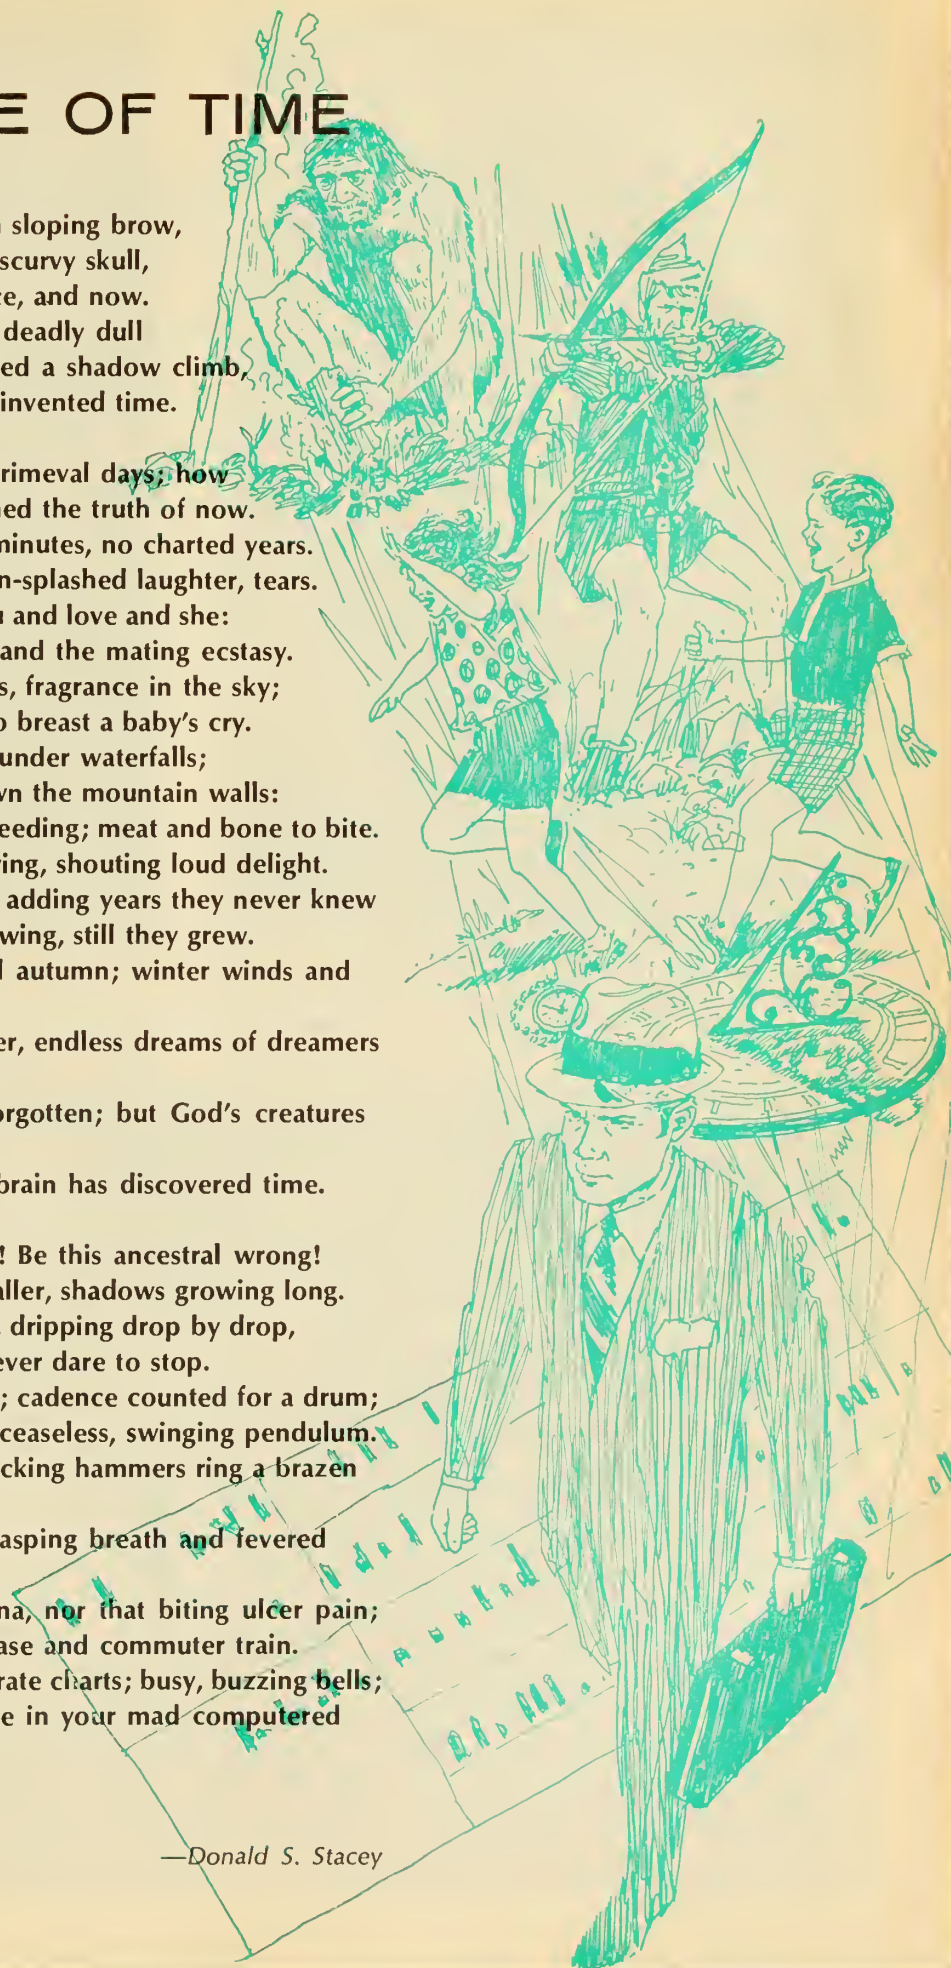 E OF TIME
sloping brow,
scurvy skull,
ce, and now.
deadly dull
ed a shadow climb,
invented time.
rimeval days; how
ned the truth of now.
minutes, no charted years.
n-splashed laughter, tears.
and love and she:
and the mating ecstasy.
s, fragrance in the sky;
o breast a baby's cry.
under waterfalls;
wn the mountain walls:
eeding; meat and bone to bite.
ring, shouting loud delight.
adding years they never knew
wing, still they grew.
autumn; winter winds and
er, endless dreams of dreamers
orgotten; but God's creatures
brain has discovered time.
! Be this ancestral wrong!
aller, shadows growing long.
dripping drop by drop,
ever dare to stop.
; cadence counted for a drum;
ceaseless, swinging pendulum.
cking hammers ring a brazen
asping breath and fevered
na, nor that biting ulcer pain;
ase and commuter train.
rate charts; busy, buzzing bells;
e in your mad computered
—Donald S. Stacey